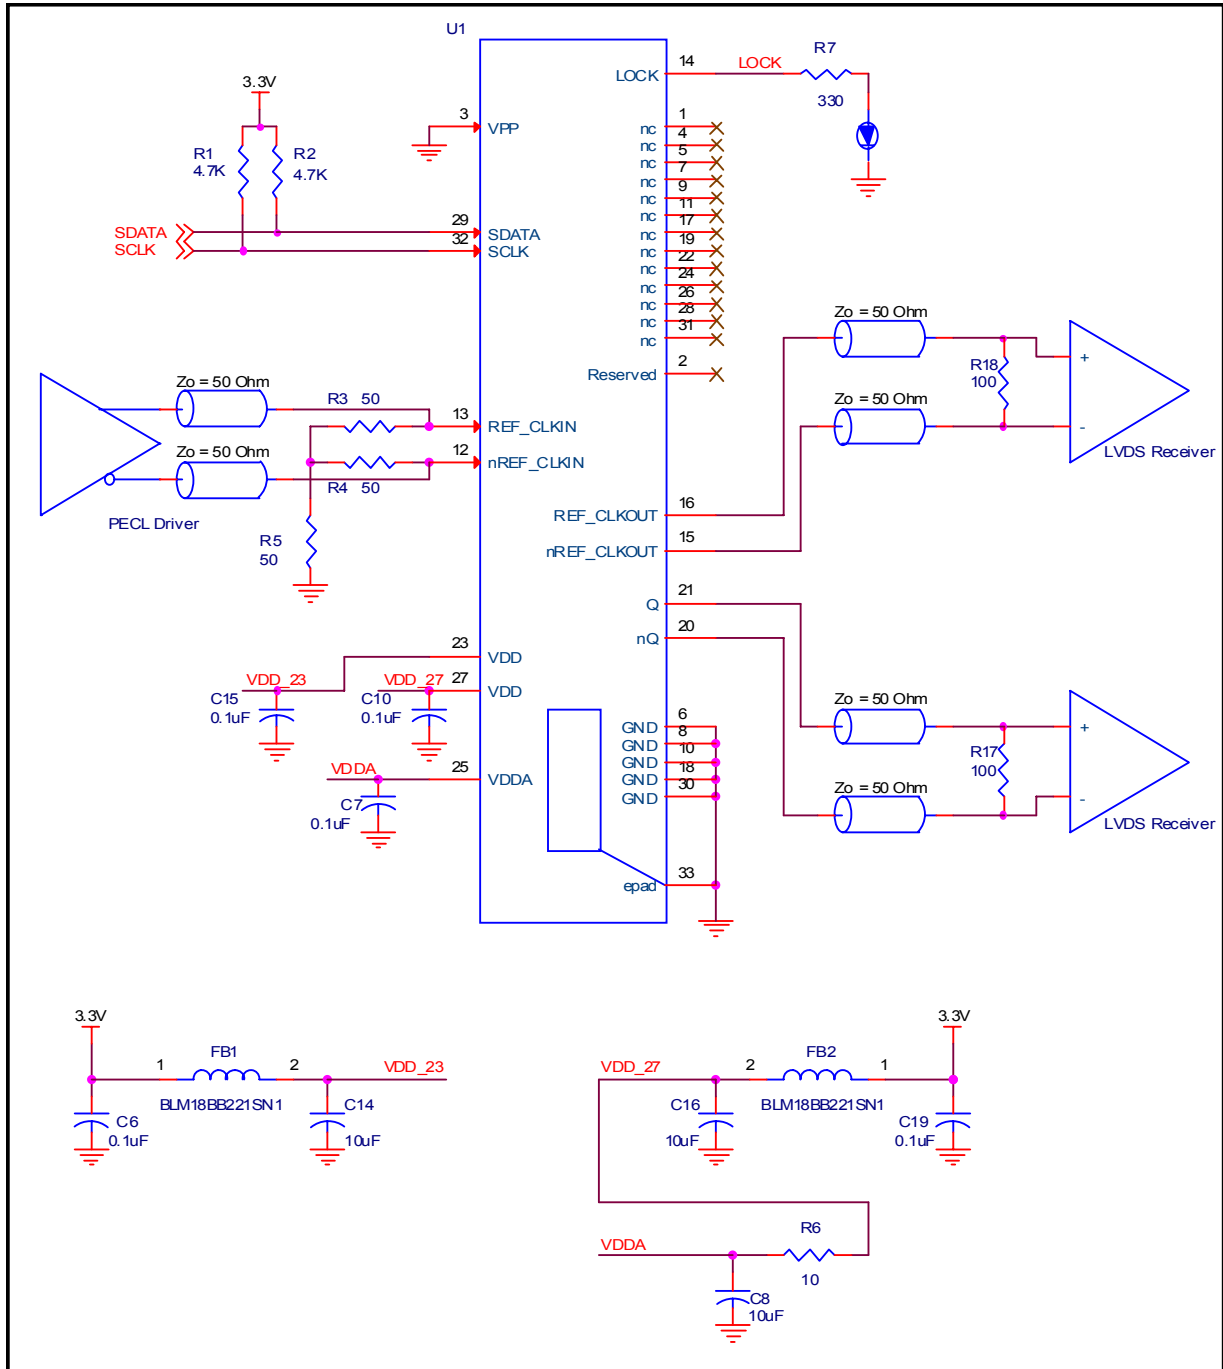 U1
14
LOCK
LOCK
R7
330
3.3V
3
VPP
R1
4.7K
R2
4.7K
SDATA
SCLK
29
SDATA
32
SCLK
1
nc
4
nc
5
nc
7
nc
9
nc
11
nc
17
nc
19
nc
22
nc
24
nc
26
nc
28
nc
31
nc
2
Reserved
Zo = 50 Ohm
Zo = 50 Ohm
R18
100
+
-
LVDS Receiver
Zo = 50 Ohm
Zo = 50 Ohm
R3 50
13
REF_CLKIN
12
nREF_CLKIN
R4 50
PECL Driver
R5
50
16
REF_CLKOUT
15
nREF_CLKOUT
21
Q
20
nQ
23
VDD
VDD_23
VDD_27
27
VDD
C15
0.1uF
C10
0.1uF
25
VDDA
VDDA
C7
0.1uF
6
GND
8
GND
10
GND
18
GND
30
GND
33
epad
Zo = 50 Ohm
Zo = 50 Ohm
R17
100
+
-
LVDS Receiver
3.3V
1
FB1
2
VDD_23
BLM18BB221SN1
C6
0.1uF
C14
10uF
3.3V
VDD_27
2
FB2
1
BLM18BB221SN1
C16
10uF
C19
0.1uF
VDDA
R6
10
C8
10uF